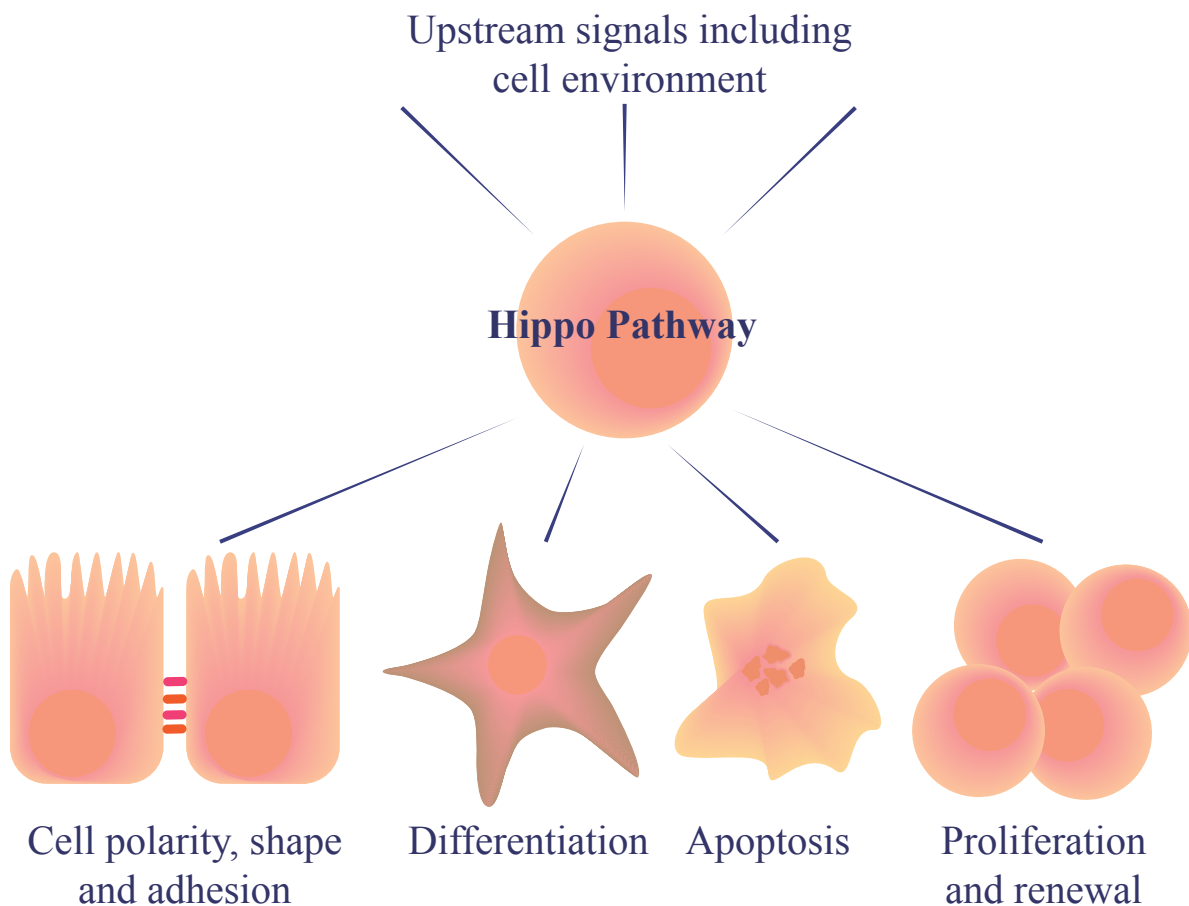 Upstream signals including
cell environment
Hippo Pathway
Cell polarity, shape
and adhesion
Differentiation
Apoptosis
Proliferation
and renewal